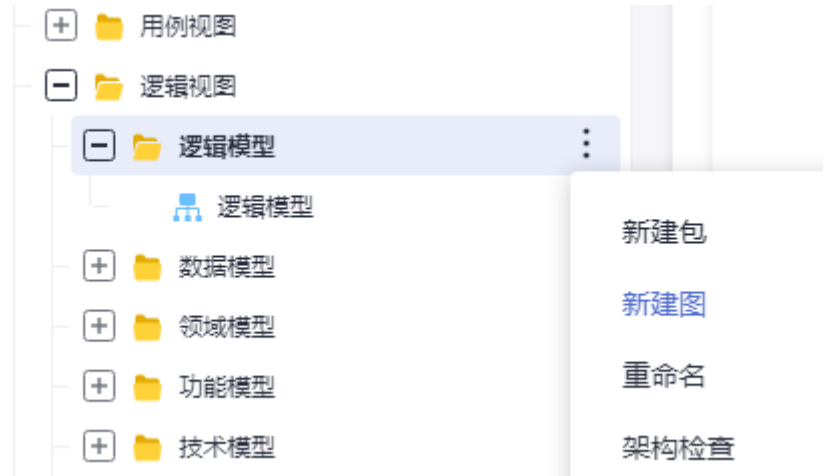 用例视图
逻辑视图
逻辑模型
逻辑模型
新建包
数据模型
新建图
领域模型
重命名
功能模型
技术模型
架构检查